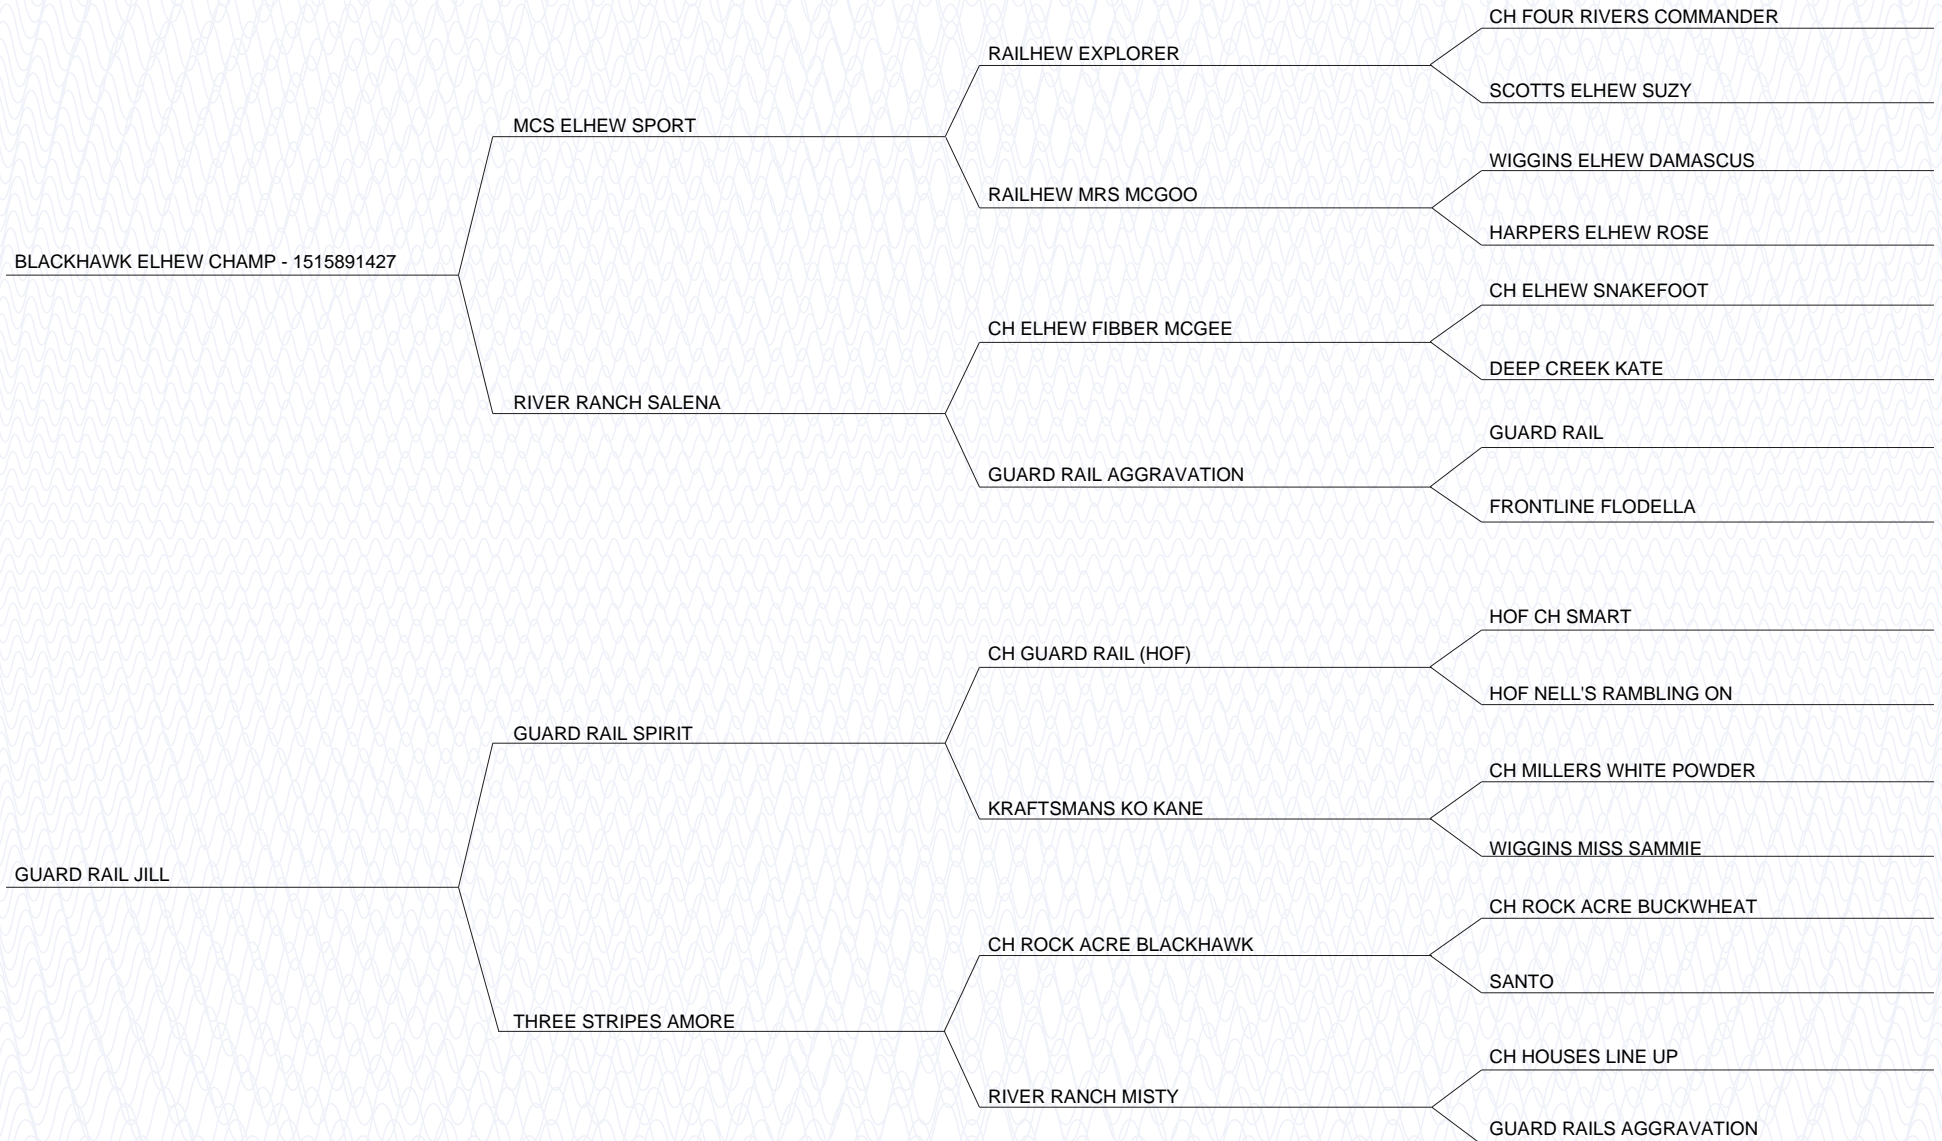 CH FOUR RIVERS COMMANDER
RAILHEW EXPLORER
SCOTTS ELHEW SUZY
MCS ELHEW SPORT
WIGGINS ELHEW DAMASCUS
RAILHEW MRS MCGOO
HARPERS ELHEW ROSE
BLACKHAWK ELHEW CHAMP - 1515891427
CH ELHEW SNAKEFOOT
CH ELHEW FIBBER MCGEE
DEEP CREEK KATE
RIVER RANCH SALENA
GUARD RAIL
GUARD RAIL AGGRAVATION
FRONTLINE FLODELLA
HOF CH SMART
CH GUARD RAIL (HOF)
HOF NELL'S RAMBLING ON
GUARD RAIL SPIRIT
CH MILLERS WHITE POWDER
KRAFTSMANS KO KANE
WIGGINS MISS SAMMIE
GUARD RAIL JILL
CH ROCK ACRE BUCKWHEAT
CH ROCK ACRE BLACKHAWK
SANTO
THREE STRIPES AMORE
CH HOUSES LINE UP
RIVER RANCH MISTY
GUARD RAILS AGGRAVATION